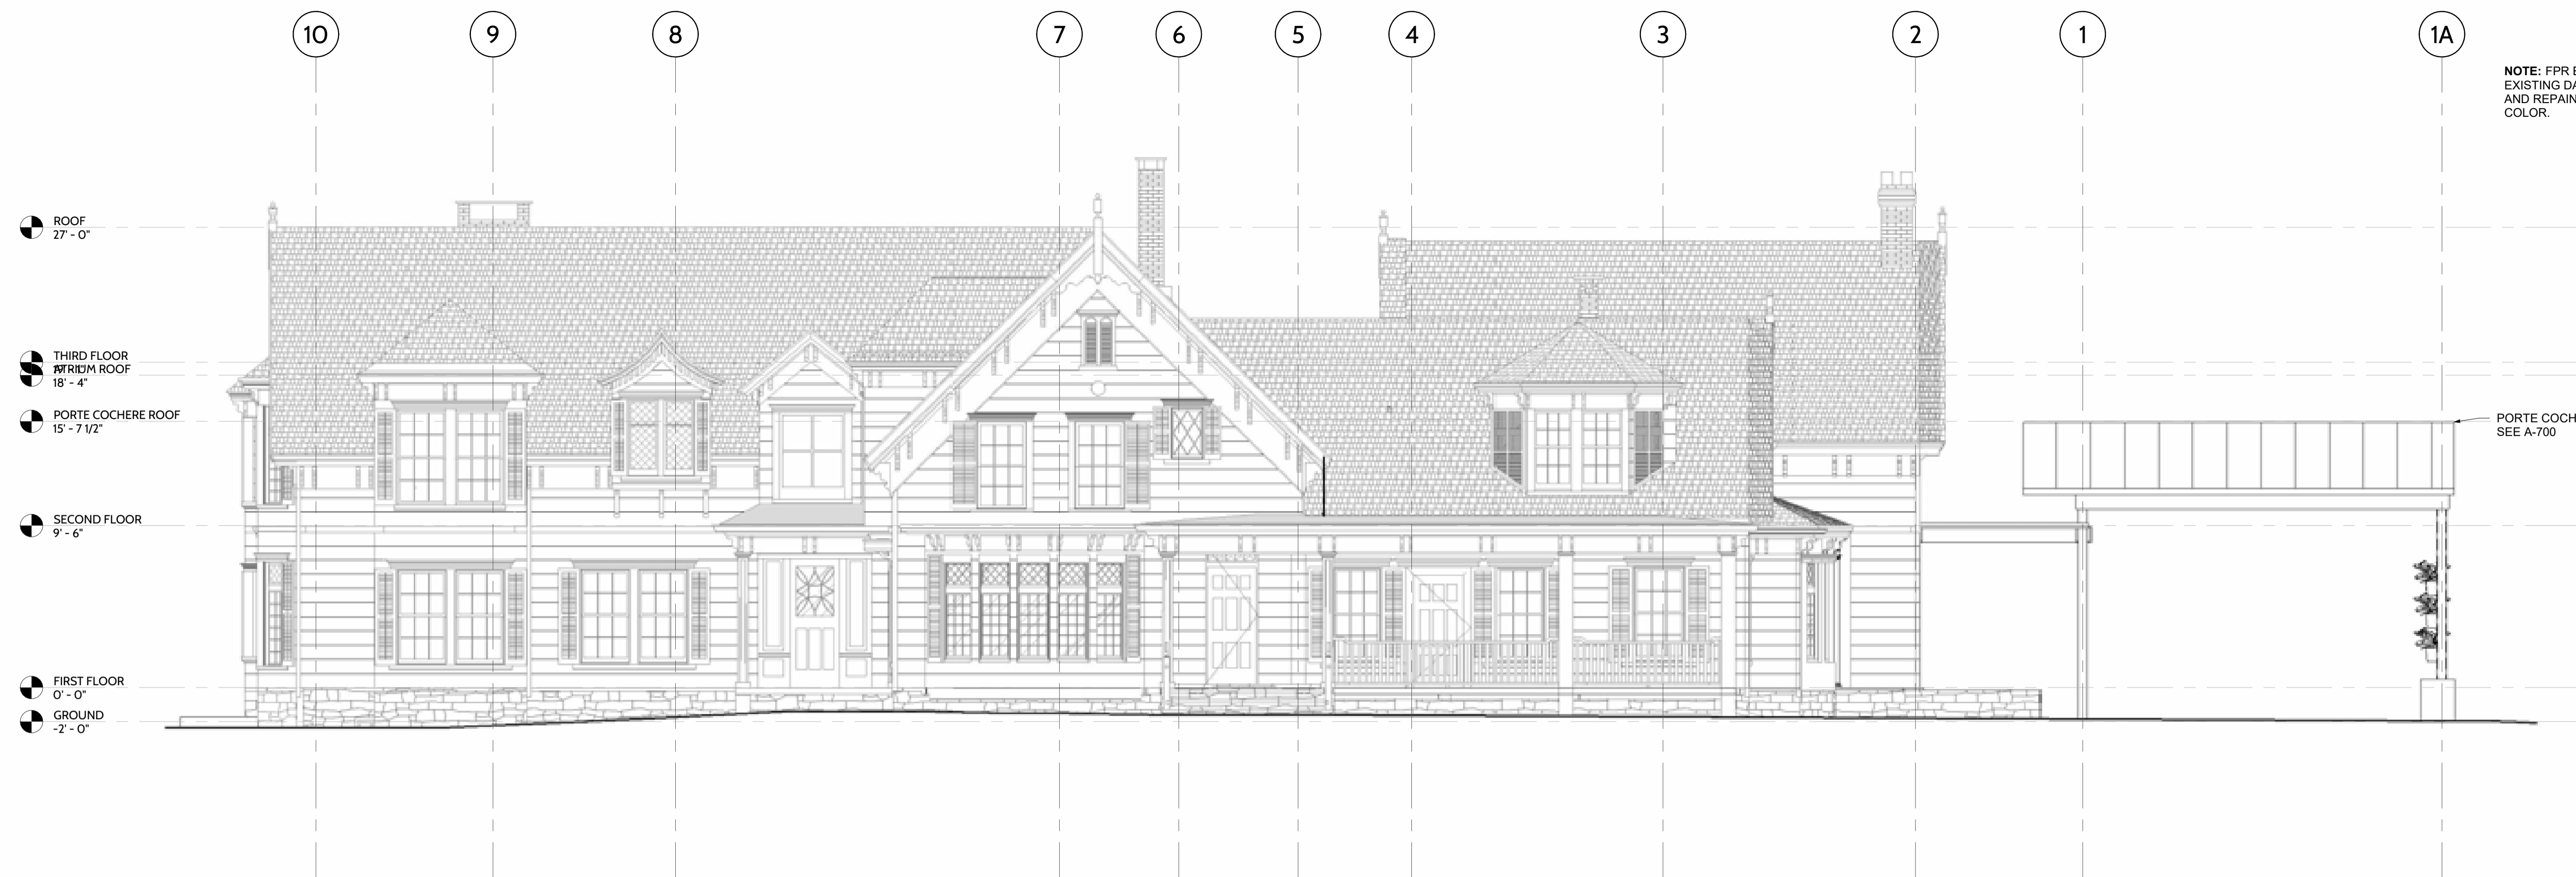 10 9 8 7 6 5 4 3 2 1 1A
NOTE: FPR
EXISTING
AND
COLOR.
ROOF
27' - 0"
THIRD FLOOR
ATRIUM ROOF
18' - 4"
PORTE COCHERE ROOF
15' - 7 1/2"
PORTE
SEE A-700
SECOND FLOOR
9' - 6"
FIRST FLOOR
0' - 0"
GROUND
-2' - 0"